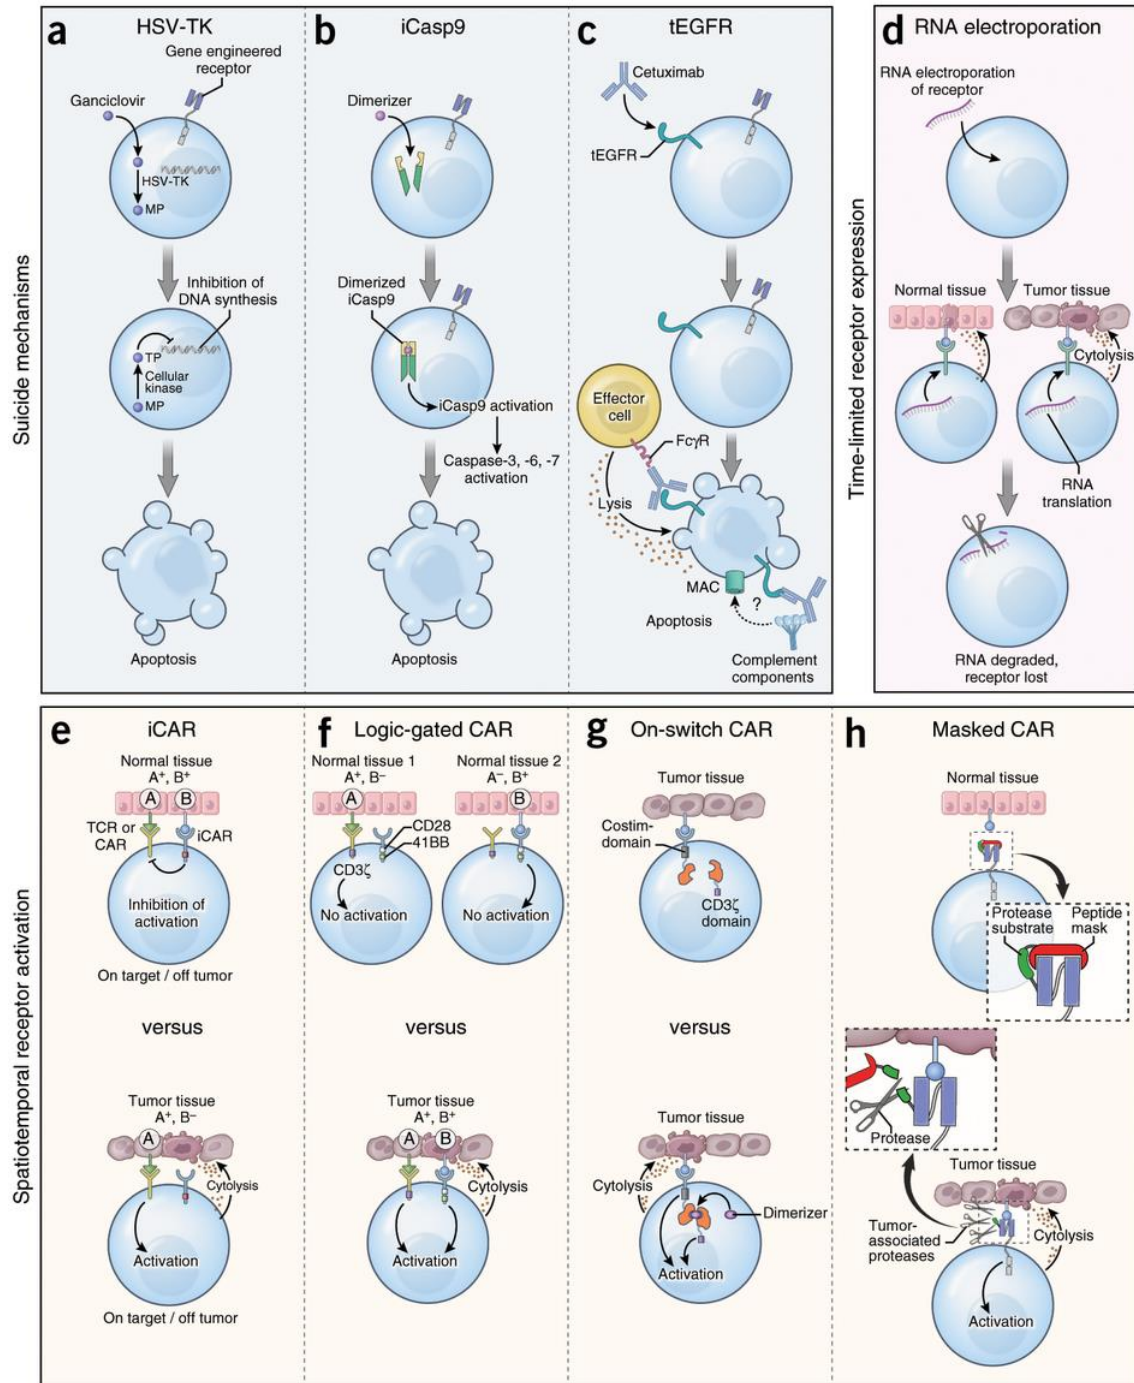 a HSV-TK
Gene engineered
receptor
Ganciclovir
HSV-TK
MP
Inhibition of
DNA synthesis
TP
Cellular
kinase
MP
Apoptosis
b iCasp9
Dimerizer
Dimerized
iCasp9
iCasp9 activation
Caspase-3, -6, -7
activation
Apoptosis
c tEGFR
Cetuximab
tEGFR
Effector
cell
FcγR
Lysis
MAC
?
Apoptosis
Complement
components
Suicide mechanisms
d RNA electroporation
RNA electroporation
of receptor
Normal tissue
Tumor tissue
Cytolysis
RNA
translation
RNA degraded,
receptor lost
Time-limited receptor expression
e iCAR
Normal tissue
A⁺, B⁺
A
B
TCR or
CAR
iCAR
Inhibition of
activation
On target / off tumor
versus
Tumor tissue
A⁺, B⁻
A
Cytolysis
Activation
On target / off tumor
f Logic-gated CAR
Normal tissue 1
A⁺, B⁻
A
CD28
41BB
CD3ζ
No activation
Normal tissue 2
A⁻, B⁺
B
No activation
versus
Tumor tissue
A⁺, B⁺
A
B
Cytolysis
Activation
g On-switch CAR
Tumor tissue
Costim-
domain
CD3ζ
domain
versus
Tumor tissue
Cytolysis
Dimerizer
Activation
h Masked CAR
Normal tissue
Protease
substrate
Peptide
mask
Protease
Tumor tissue
Tumor-
associated
proteases
Cytolysis
Activation
Spatiotemporal receptor activation